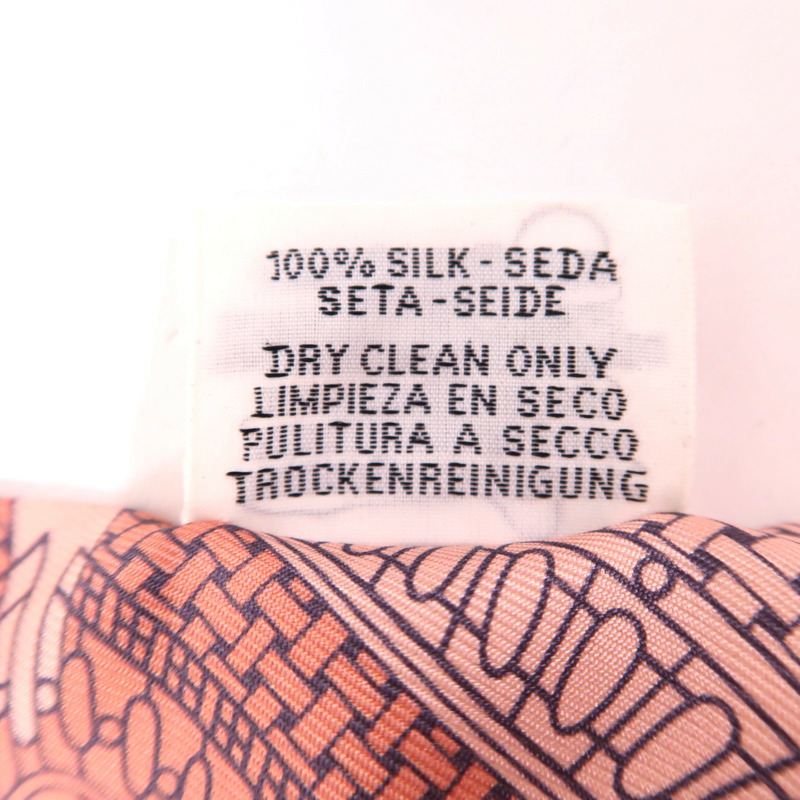 100% SILK - SEDA
SETA - SEIDE
DRY CLEAN ONLY
LIMPIEZA EN SECO
PULITURA A SECCO
TROCKENREINIGUNG